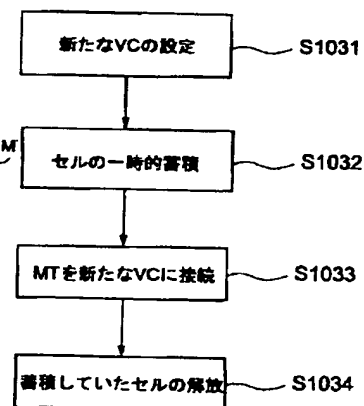 新たなVCの設定
S1031
M
セルの一時的蓄積
S1032
MTを新たなVCに接続
S1033
蓄積していたセルの解放
S1034